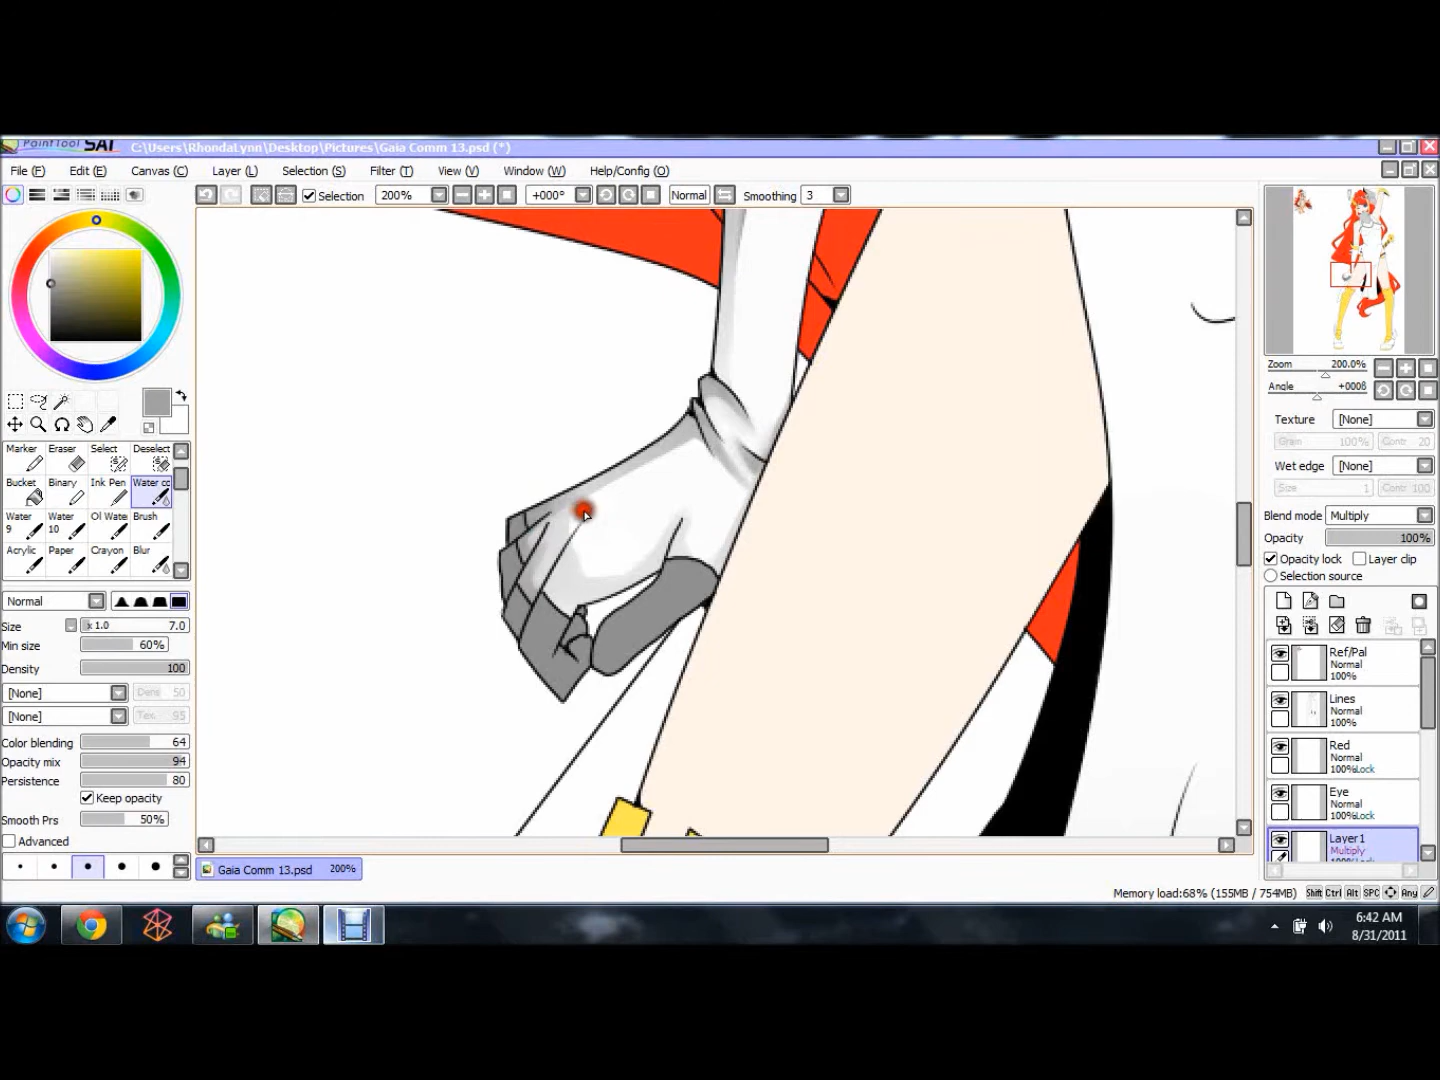 PaintTool SAI C:\Users\RhondaLynn\Desktop\Pictures\Gaia Comm 13.psd (*)
File (F) Edit (E) Canvas (C) Layer (L) Selection (S) Filter (T) View (V) Window (W) Help/Config (O)
Selection 200% +000° Normal Smoothing 3
Zoom 200.0%
Angle +000ß
Texture [None]
Grain 100% Contr 20
Wet edge [None]
Size 1 Contr 100
Blend mode Multiply
Opacity 100%
Opacity lock Layer clip
Selection source
Marker Eraser Select Deselect
Bucket Binary Ink Pen Water co
Water 9 Water 10 Ol Wate Brush
Acrylic Paper Crayon Blur
Normal
Size x 1.0 7.0
Min size 60%
Density 100
[None] Dens 50
[None] Tex. 95
Color blending 64
Opacity mix 94
Persistence 80
Keep opacity
Smooth Prs 50%
Advanced
Ref/Pal
Normal
100%
Lines
Normal
100%
Red
Normal
100%Lock
Eye
Normal
100%Lock
Layer1
Multiply
100%Lock
Gaia Comm 13.psd 200%
Memory load:68% (155MB / 754MB) Shift Ctrl Alt SPC Any
6:42 AM
8/31/2011